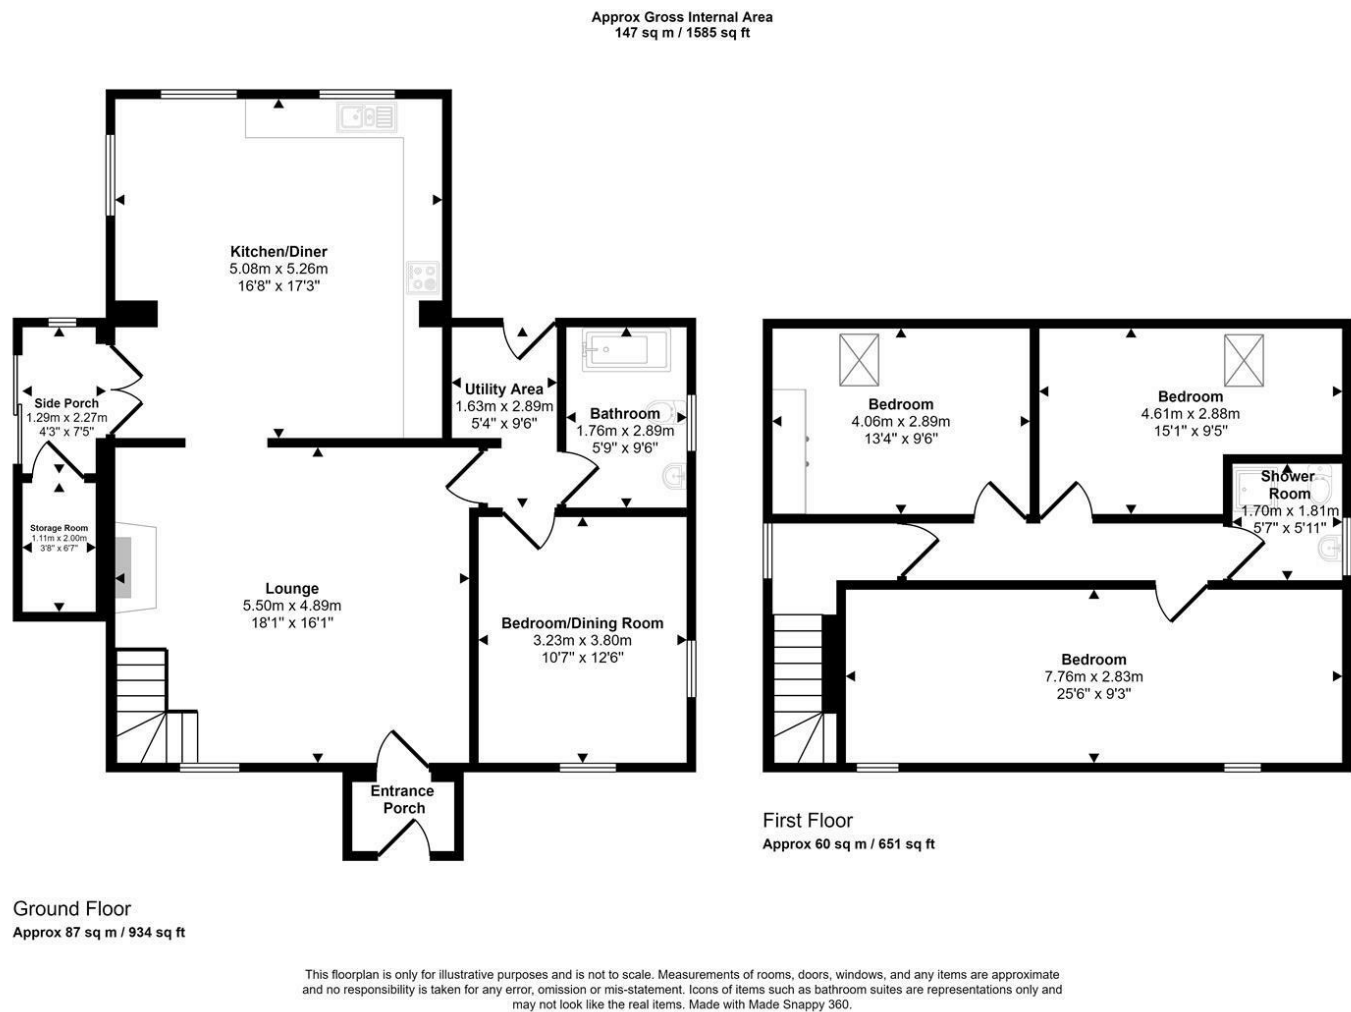 Approx Gross Internal Area
147 sq m / 1585 sq ft
Kitchen/Diner
5.08m x 5.26m
16'8" x 17'3"
Side Porch
1.29m x 2.27m
4'3" x 7'5"
Utility Area
1.63m x 2.89m
5'4" x 9'6"
Bathroom
1.76m x 2.89m
5'9" x 9'6"
Storage Room
1.11m x 2.00m
3'8" x 6'7"
Lounge
5.50m x 4.89m
18'1" x 16'1"
Bedroom/Dining Room
3.23m x 3.80m
10'7" x 12'6"
Entrance
Porch
Ground Floor
Approx 87 sq m / 934 sq ft
Bedroom
4.06m x 2.89m
13'4" x 9'6"
Bedroom
4.61m x 2.88m
15'1" x 9'5"
Shower
Room
1.70m x 1.81m
5'7" x 5'11"
Bedroom
7.76m x 2.83m
25'6" x 9'3"
First Floor
Approx 60 sq m / 651 sq ft
This floorplan is only for illustrative purposes and is not to scale. Measurements of rooms, doors, windows, and any items are approximate
and no responsibility is taken for any error, omission or mis-statement. Icons of items such as bathroom suites are representations only and
may not look like the real items. Made with Made Snappy 360.